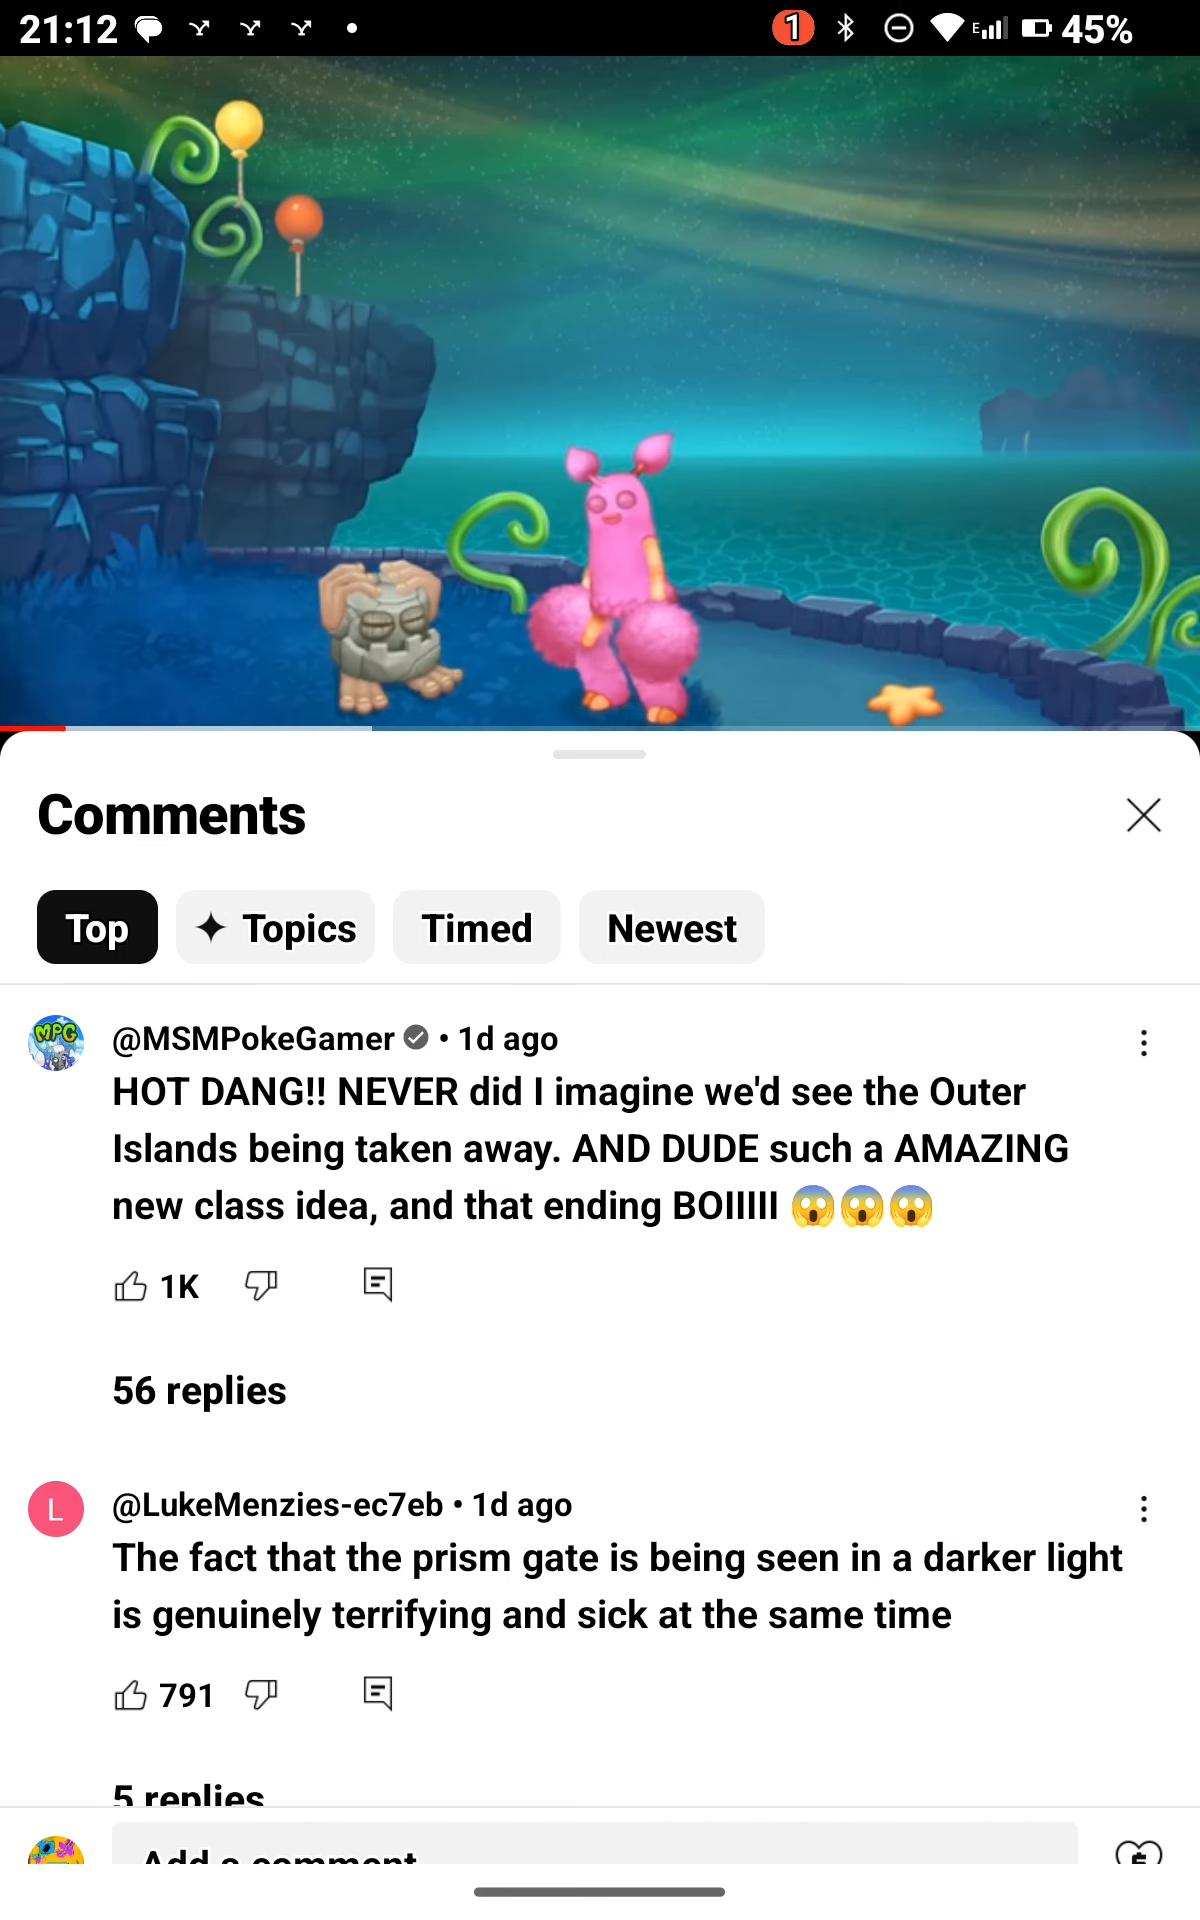 21:12
1
E
45%
Comments
Top
Topics
Timed
Newest
MPG
@MSMPokeGamer • 1d ago
HOT DANG!! NEVER did I imagine we'd see the Outer
Islands being taken away. AND DUDE such a AMAZING
new class idea, and that ending BOIIIII 😱😱😱
1K
56 replies
L
@LukeMenzies-ec7eb • 1d ago
The fact that the prism gate is being seen in a darker light
is genuinely terrifying and sick at the same time
791
5 replies
Add a comment